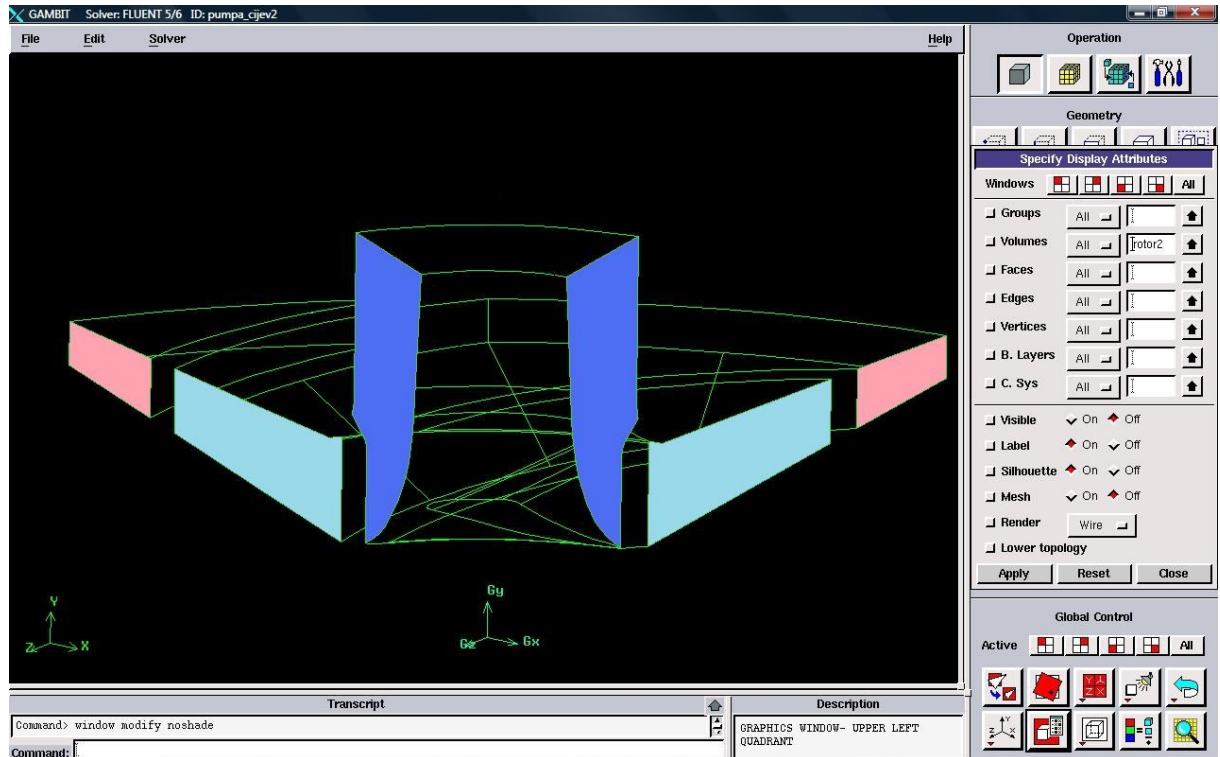 GAMBIT Solver: FLUENT 5/6 ID: pumpa_cijev2
File Edit Solver Help
Operation
Geometry
Specify Display Attributes
Windows All
Groups All
Volumes All rotor2
Faces All
Edges All
Vertices All
B. Layers All
C. Sys All
Visible On Off
Label On Off
Silhouette On Off
Mesh On Off
Render Wire
Lower topology
Apply Reset Close
Y
Z X
Gy
Gz Gx
Global Control
Active All
Transcript
Command> window modify noshade
Command:
Description
GRAPHICS WINDOW- UPPER LEFT
QUADRANT